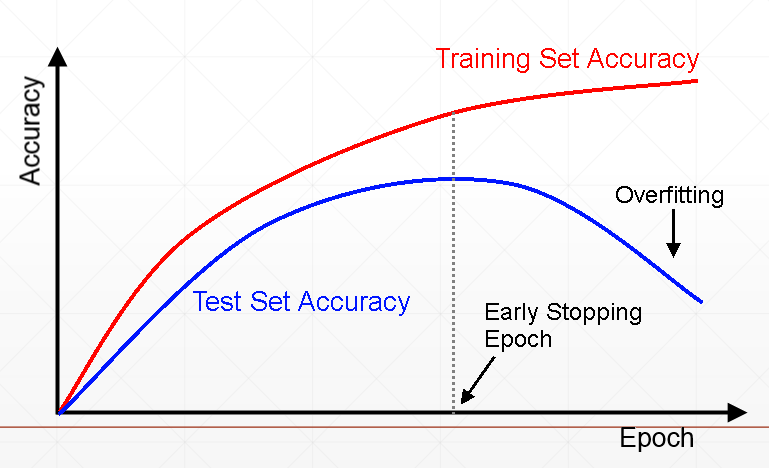 Training Set Accuracy
Accuracy
Overfitting
Test Set Accuracy
Early Stopping
Epoch
Epoch